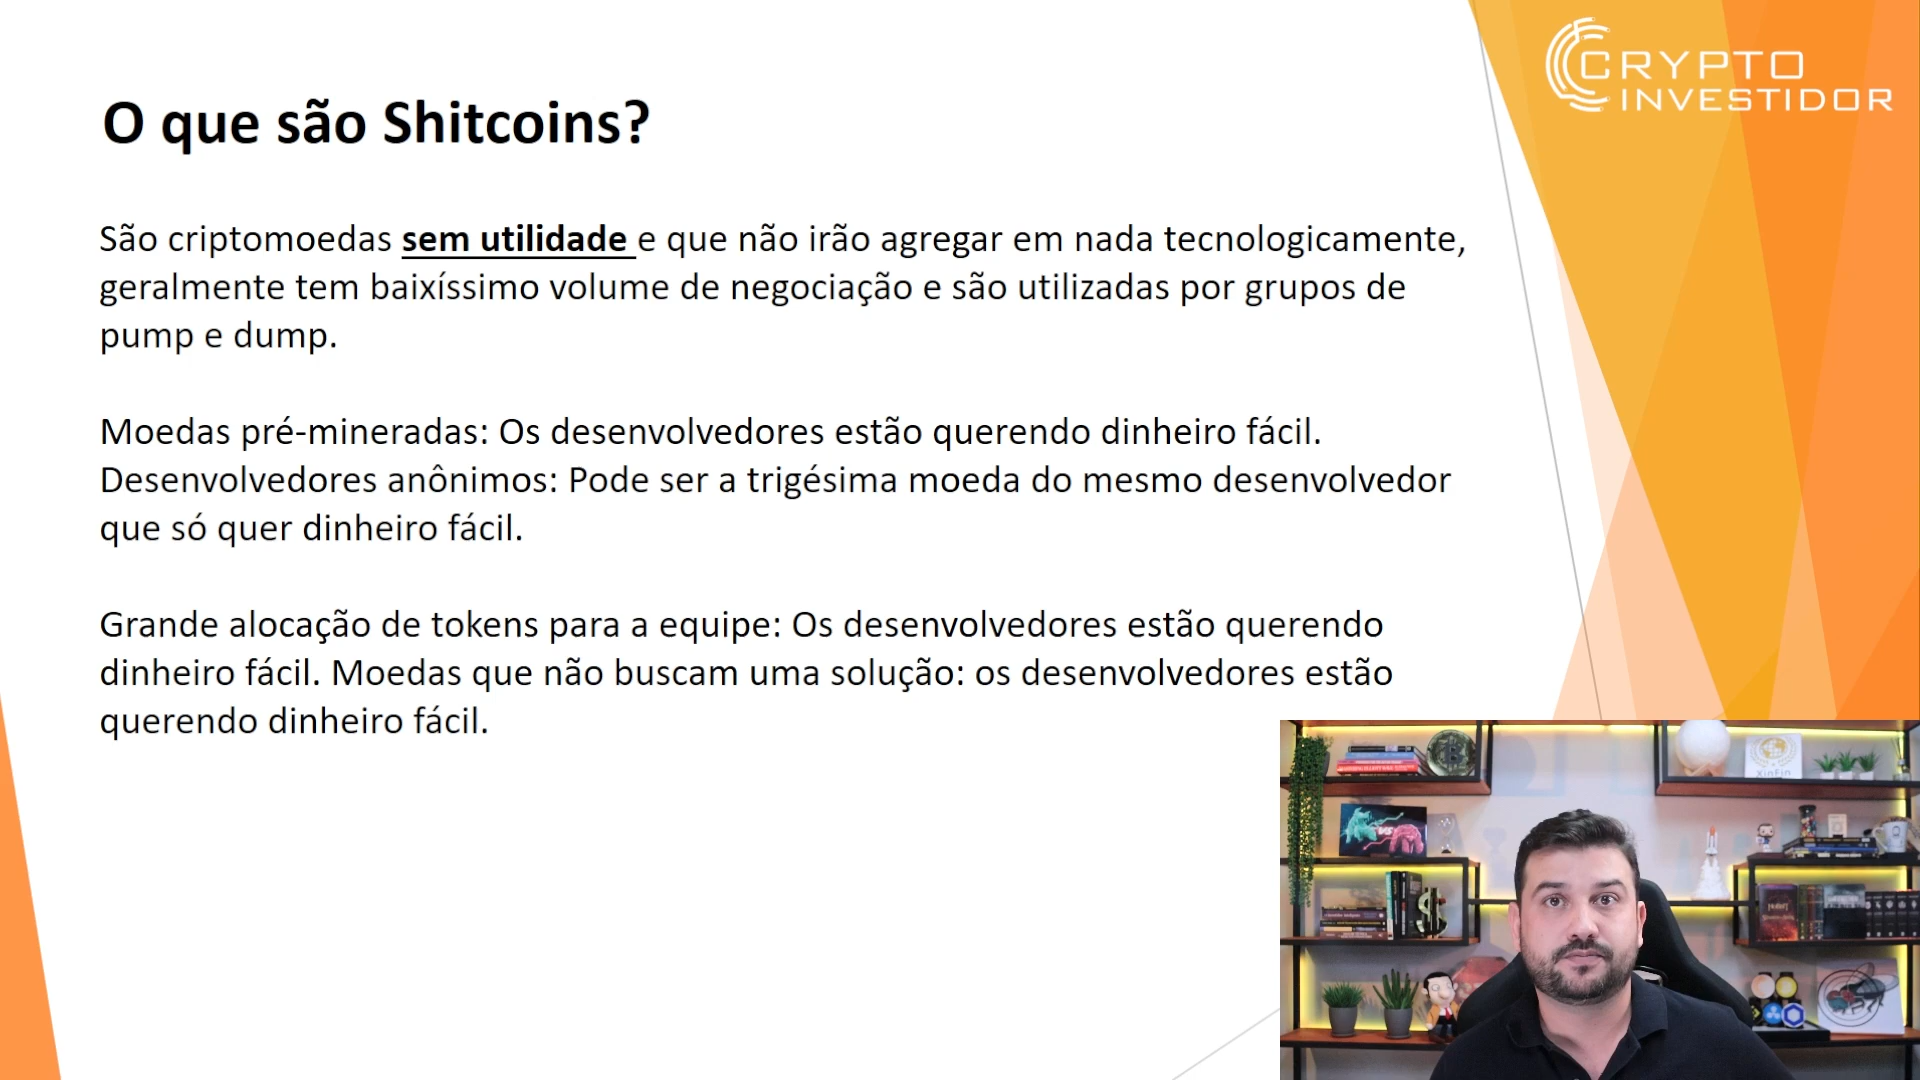 CRYPTO
INVESTIDOR
O que são Shitcoins?
São criptomoedas sem utilidade e que não irão agregar em nada tecnologicamente,
geralmente tem baixíssimo volume de negociação e são utilizadas por grupos de
pump e dump.
Moedas pré-mineradas: Os desenvolvedores estão querendo dinheiro fácil.
Desenvolvedores anônimos: Pode ser a trigésima moeda do mesmo desenvolvedor
que só quer dinheiro fácil.
Grande alocação de tokens para a equipe: Os desenvolvedores estão querendo
dinheiro fácil. Moedas que não buscam uma solução: os desenvolvedores estão
querendo dinheiro fácil.
XinFin
VS